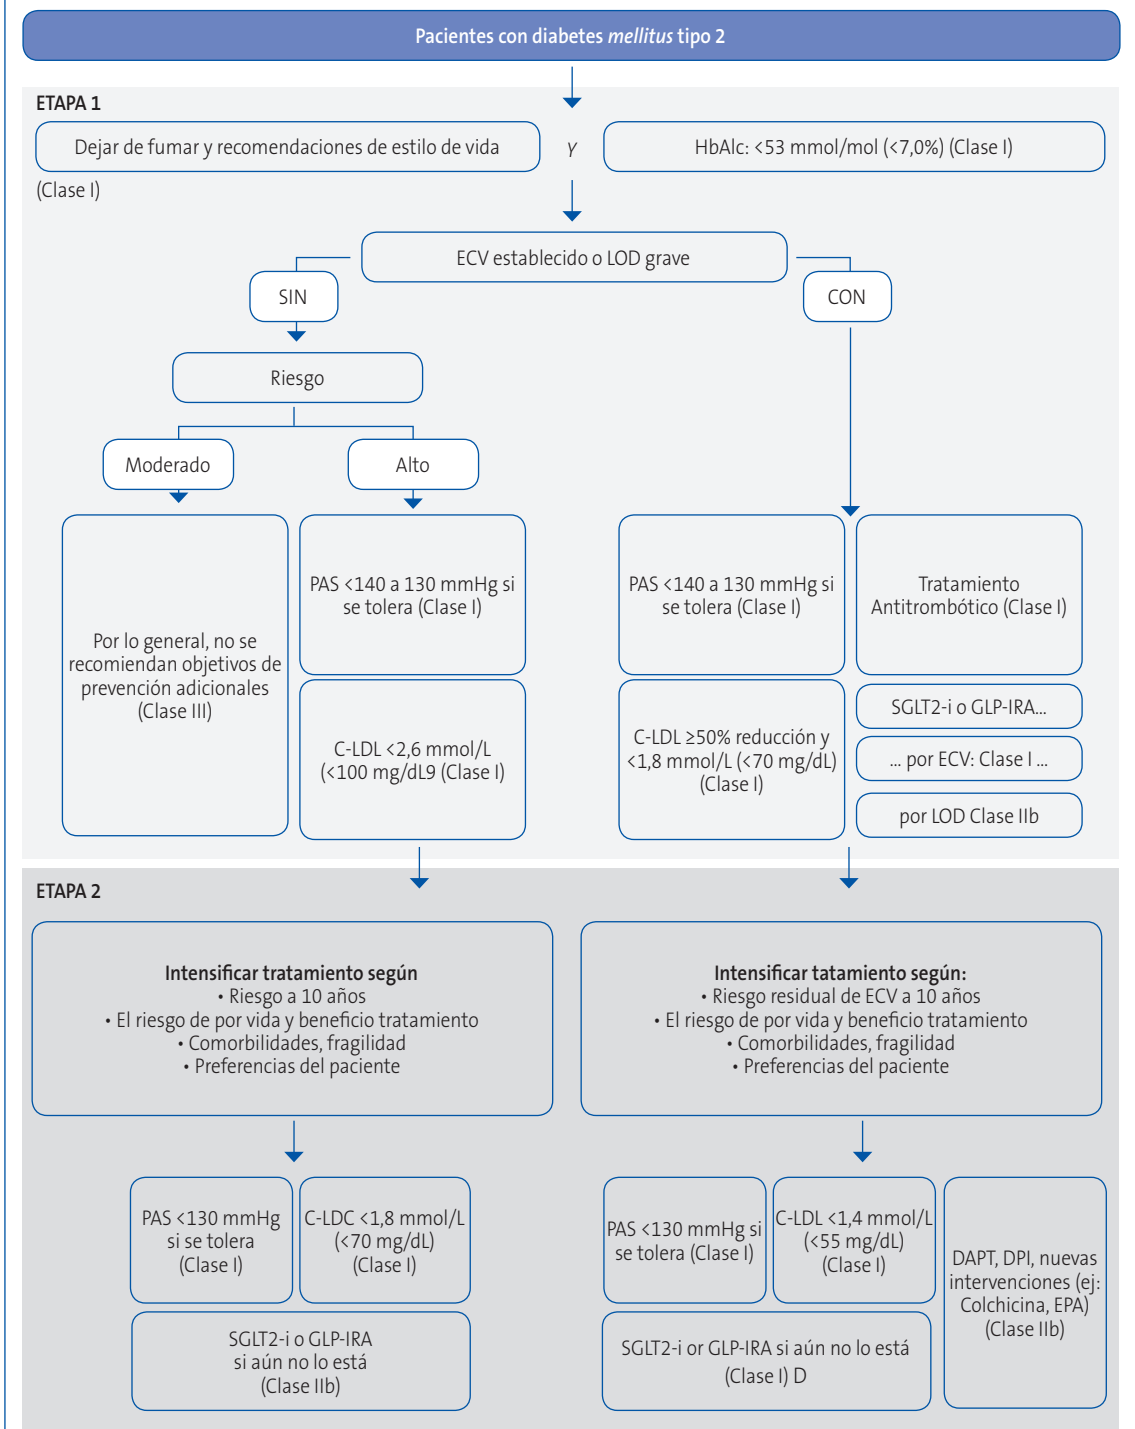 Pacientes con diabetes mellitus tipo 2
ETAPA 1
Dejar de fumar y recomendaciones de estilo de vida
Y
HbAlc: <53 mmol/mol (<7,0%) (Clase I)
(Clase I)
ECV establecido o LOD grave
SIN
CON
Riesgo
Moderado
Alto
Por lo general, no se
recomiendan objetivos de
prevención adicionales
(Clase III)
PAS <140 a 130 mmHg si
se tolera (Clase I)
C-LDL <2,6 mmol/L
(<100 mg/dL9 (Clase I)
PAS <140 a 130 mmHg si
se tolera (Clase I)
C-LDL ≥50% reducción y
<1,8 mmol/L (<70 mg/dL)
(Clase I)
Tratamiento
Antitrombótico (Clase I)
SGLT2-i o GLP-IRA...
... por ECV: Clase I ...
por LOD Clase IIb
ETAPA 2
Intensificar tratamiento según
• Riesgo a 10 años
• El riesgo de por vida y beneficio tratamiento
• Comorbilidades, fragilidad
• Preferencias del paciente
Intensificar tatamiento según:
• Riesgo residual de ECV a 10 años
• El riesgo de por vida y beneficio tratamiento
• Comorbilidades, fragilidad
• Preferencias del paciente
PAS <130 mmHg
si se tolera
(Clase I)
C-LDC <1,8 mmol/L
(<70 mg/dL)
(Clase I)
SGLT2-i o GLP-IRA
si aún no lo está
(Clase IIb)
PAS <130 mmHg si
se tolera (Clase I)
C-LDL <1,4 mmol/L
(<55 mg/dL)
(Clase I)
SGLT2-i or GLP-IRA si aún no lo está
(Clase I) D
DAPT, DPI, nuevas
intervenciones (ej:
Colchicina, EPA)
(Clase IIb)